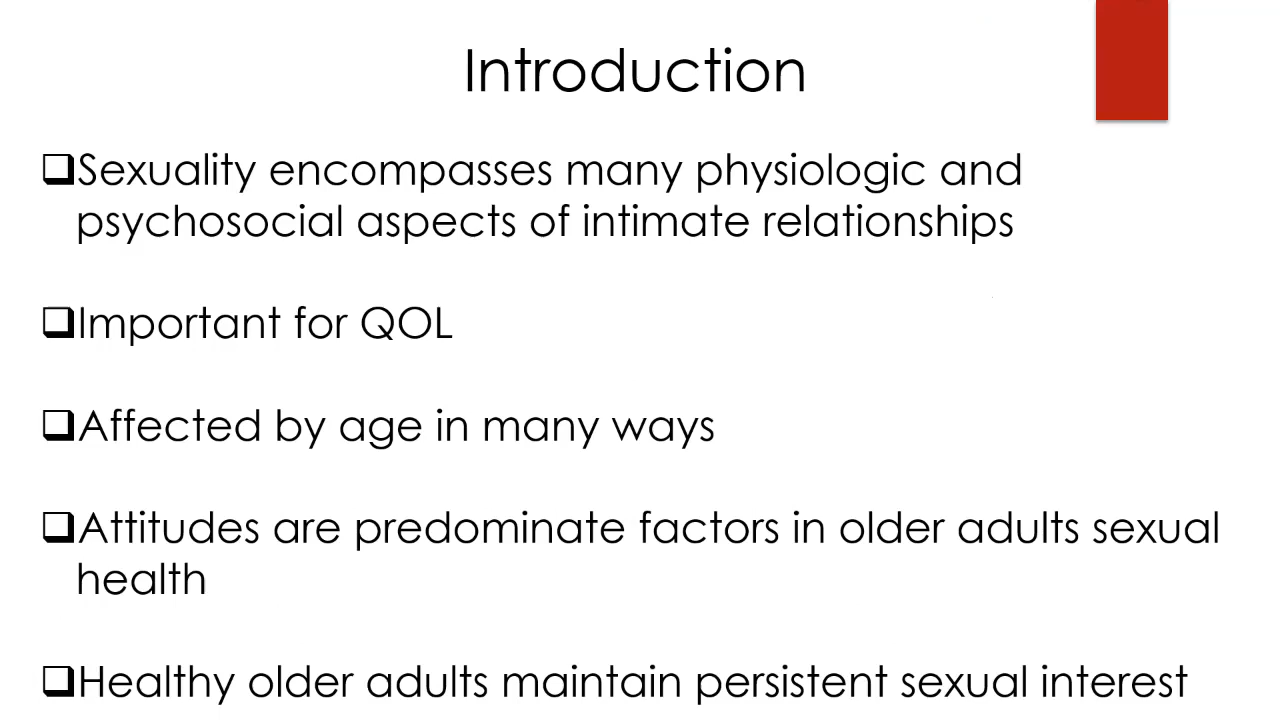 Introduction
❑Sexuality encompasses many physiologic and
psychosocial aspects of intimate relationships
❑Important for QOL
❑Affected by age in many ways
❑Attitudes are predominate factors in older adults sexual
health
❑Healthy older adults maintain persistent sexual interest